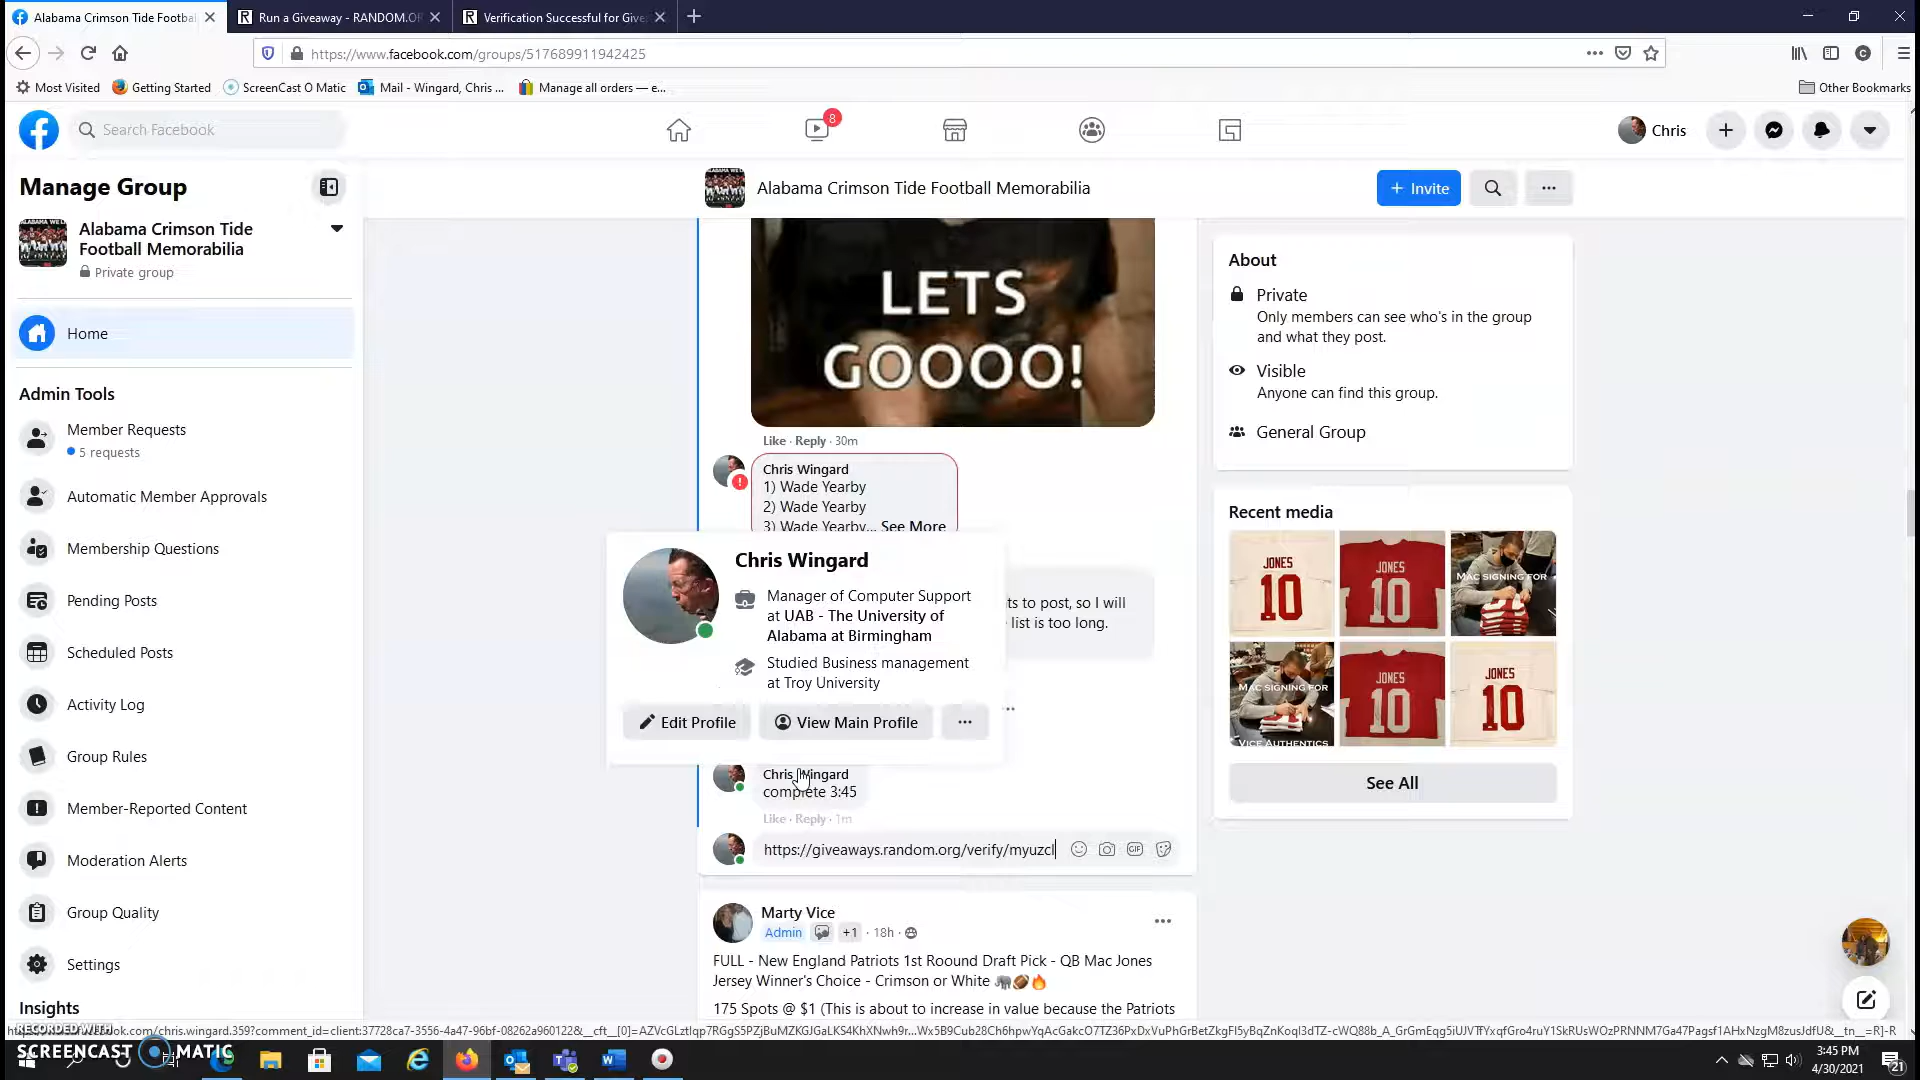 Alabama Crimson Tide Footba
Run a Giveaway - RANDOM.OR
Verification Successful for Give
https://www.facebook.com/groups/517689911942425
Most Visited
Getting Started
ScreenCast O Matic
Mail - Wingard, Chris ...
Manage all orders — e...
Other Bookmarks
Search Facebook
8
Chris
Manage Group
Alabama Crimson Tide
Football Memorabilia
Private group
Home
Admin Tools
Member Requests
5 requests
Automatic Member Approvals
Membership Questions
Pending Posts
Scheduled Posts
Activity Log
Group Rules
Member-Reported Content
Moderation Alerts
Group Quality
Settings
Insights
Alabama Crimson Tide Football Memorabilia
+ Invite
LETS
GOOOO!
Like · Reply · 30m
Chris Wingard
1) Wade Yearby
2) Wade Yearby
3) Wade Yearby... See More
ts to post, so I will
list is too long.
Chris Wingard
Manager of Computer Support
at UAB - The University of
Alabama at Birmingham
Studied Business management
at Troy University
Edit Profile
View Main Profile
Chris Wingard
complete 3:45
Like · Reply · 1m
https://giveaways.random.org/verify/myuzcl
GIF
Marty Vice
Admin
+1 · 18h
FULL - New England Patriots 1st Roound Draft Pick - QB Mac Jones
Jersey Winner's Choice - Crimson or White 🐘🏈🔥
175 Spots @ $1 (This is about to increase in value because the Patriots
About
Private
Only members can see who's in the group
and what they post.
Visible
Anyone can find this group.
General Group
Recent media
JONES
10
JONES
10
MAC SIGNING FOR
MAC SIGNING FOR
VICE AUTHENTICS
JONES
10
JONES
10
See All
RECORDED WITH
SCREENCAST MATIC
3:45 PM
4/30/2021
21